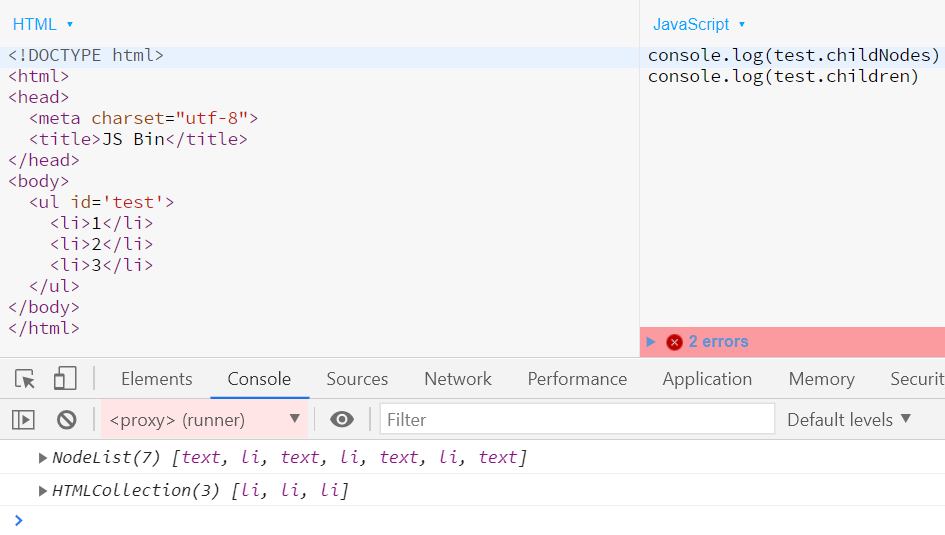 HTML ▾
<!DOCTYPE html>
<html>
<head>
  <meta charset="utf-8">
  <title>JS Bin</title>
</head>
<body>
  <ul id='test'>
    <li>1</li>
    <li>2</li>
    <li>3</li>
  </ul>
</body>
</html>
JavaScript ▾
console.log(test.childNodes)
console.log(test.children)
2 errors
Elements Console Sources Network Performance Application Memory Securit
<proxy> (runner) ▼ Filter Default levels ▼
NodeList(7) [text, li, text, li, text, li, text]
HTMLCollection(3) [li, li, li]